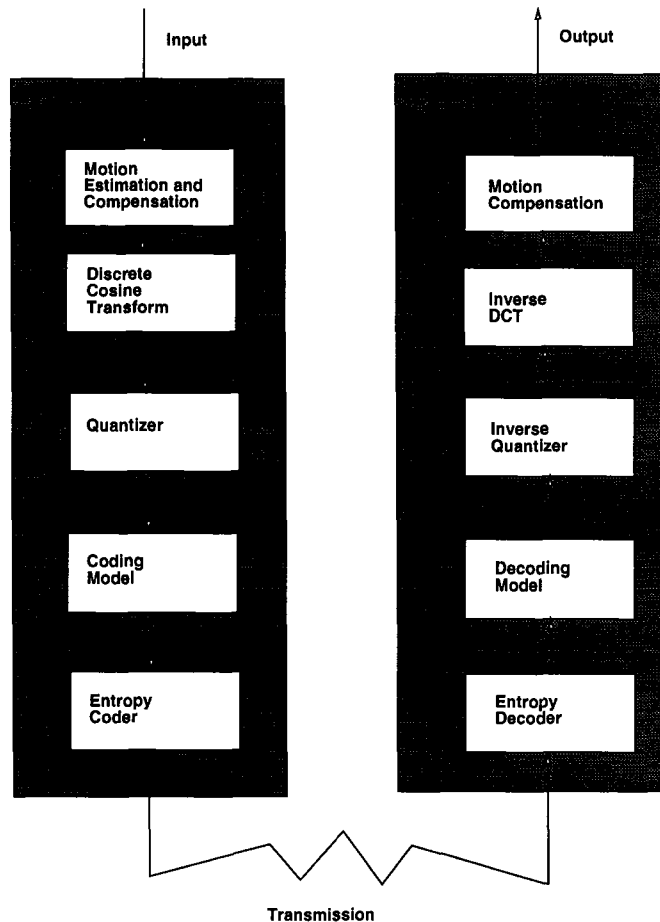 Input
Output
Motion
Estimation and
Compensation
Discrete
Cosine
Transform
Quantizer
Coding
Model
Entropy
Coder
Motion
Compensation
Inverse
DCT
Inverse
Quantizer
Decoding
Model
Entropy
Decoder
Transmission